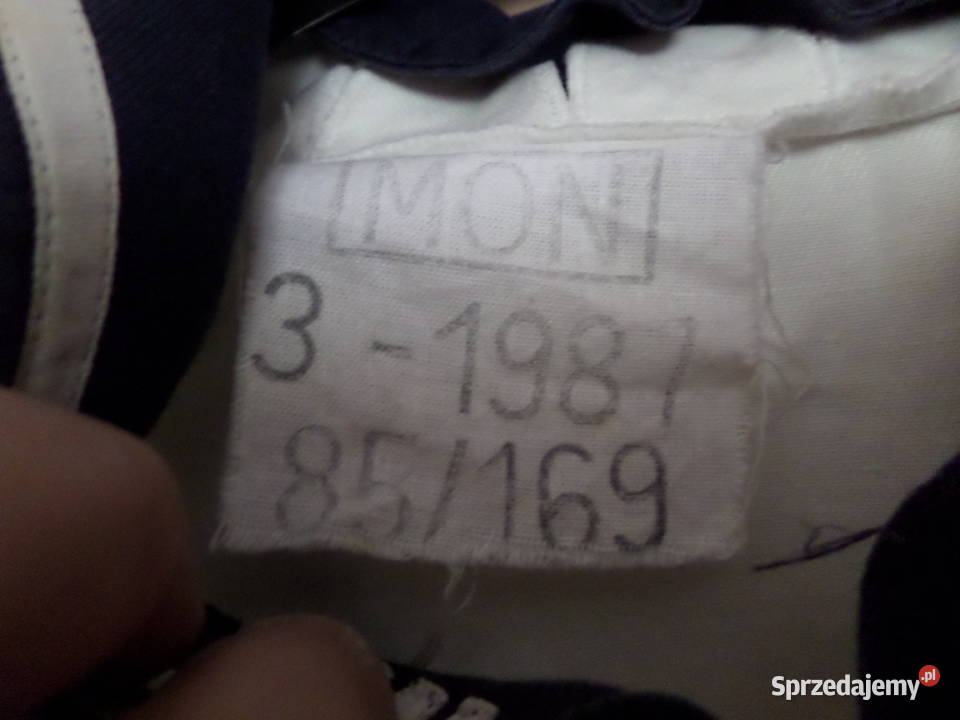 MON
3 - 1987
85/169
Sprzedajemy.pl